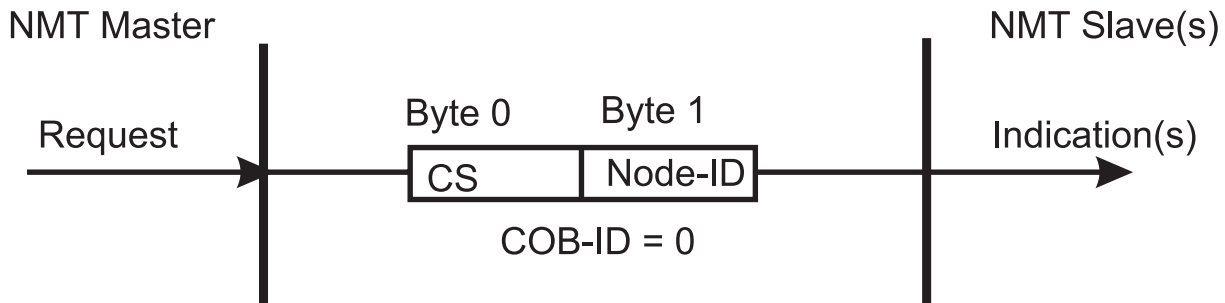 NMT Master
NMT Slave(s)
Byte 0
Byte 1
Request
Indication(s)
CS
Node-ID
COB-ID = 0